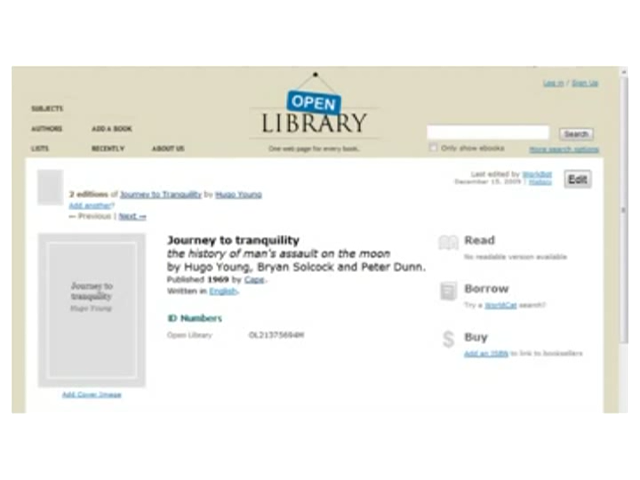 Log in / Sign Up
SUBJECTS
AUTHORS ADD A BOOK
LISTS RECENTLY ABOUT US
OPEN
LIBRARY
One web page for every book.
Search
Only show ebooks More search options
2 editions of Journey to Tranquility by Hugo Young
Add another?
← Previous | Next →
Last edited by WorkBot
December 15, 2009 | History
Edit
Journey to
tranquility
Hugo Young
Add Cover Image
Journey to tranquility
the history of man's assault on the moon
by Hugo Young, Bryan Solcock and Peter Dunn.
Published 1969 by Cape.
Written in English.
ID Numbers
Open Library OL21375694M
Read
No readable version available
Borrow
Try a WorldCat search?
$ Buy
Add an ISBN to link to booksellers